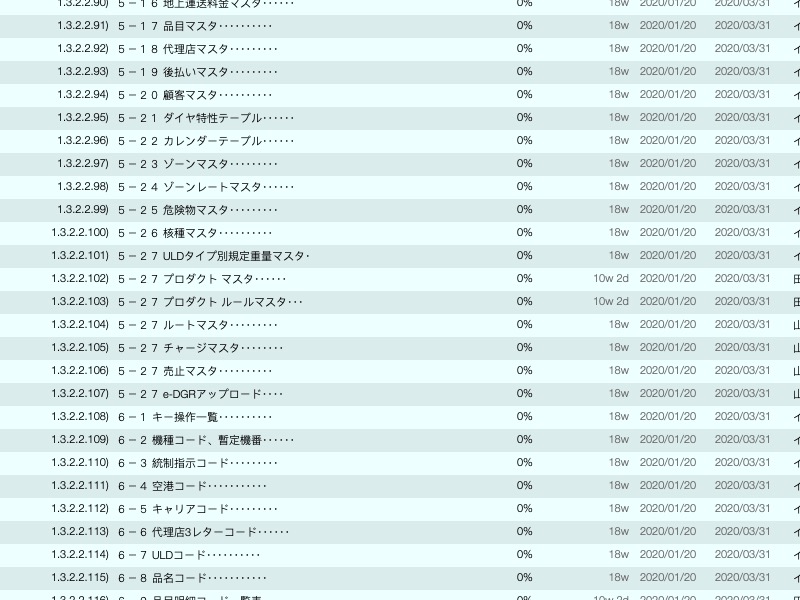 1.3.2.2.90) ５－１６ 地上運送料金マスタ‥‥‥ 0% 18w 2020/01/20 2020/03/31
1.3.2.2.91) ５－１７ 品目マスタ‥‥‥‥· 0% 18w 2020/01/20 2020/03/31 イ
1.3.2.2.92) ５－１８ 代理店マスタ‥‥‥‥· 0% 18w 2020/01/20 2020/03/31 イ
1.3.2.2.93) ５－１９ 後払いマスタ‥‥‥‥· 0% 18w 2020/01/20 2020/03/31 イ
1.3.2.2.94) ５－２０ 顧客マスタ‥‥‥‥· 0% 18w 2020/01/20 2020/03/31 イ
1.3.2.2.95) ５－２１ ダイヤ特性テーブル‥‥‥ 0% 18w 2020/01/20 2020/03/31 イ
1.3.2.2.96) ５－２２ カレンダーテーブル‥‥‥ 0% 18w 2020/01/20 2020/03/31 イ
1.3.2.2.97) ５－２３ ゾーンマスタ‥‥‥‥· 0% 18w 2020/01/20 2020/03/31 イ
1.3.2.2.98) ５－２４ ゾーンレートマスタ‥‥‥ 0% 18w 2020/01/20 2020/03/31 イ
1.3.2.2.99) ５－２５ 危険物マスタ‥‥‥‥· 0% 18w 2020/01/20 2020/03/31 イ
1.3.2.2.100) ５－２６ 核種マスタ‥‥‥‥· 0% 18w 2020/01/20 2020/03/31 イ
1.3.2.2.101) ５－２７ ULDタイプ別規定重量マスタ· 0% 18w 2020/01/20 2020/03/31 イ
1.3.2.2.102) ５－２７ プロダクト マスタ‥‥‥ 0% 10w 2d 2020/01/20 2020/03/31 田
1.3.2.2.103) ５－２７ プロダクト ルールマスタ‥· 0% 10w 2d 2020/01/20 2020/03/31 田
1.3.2.2.104) ５－２７ ルートマスタ‥‥‥‥· 0% 18w 2020/01/20 2020/03/31 山
1.3.2.2.105) ５－２７ チャージマスタ‥‥‥‥ 0% 18w 2020/01/20 2020/03/31 山
1.3.2.2.106) ５－２７ 売止マスタ‥‥‥‥· 0% 18w 2020/01/20 2020/03/31 山
1.3.2.2.107) ５－２７ e-DGRアップロード‥‥ 0% 18w 2020/01/20 2020/03/31 山
1.3.2.2.108) ６－１ キー操作一覧‥‥‥‥· 0% 18w 2020/01/20 2020/03/31 イ
1.3.2.2.109) ６－２ 機種コード、暫定機番‥‥‥ 0% 18w 2020/01/20 2020/03/31 イ
1.3.2.2.110) ６－３ 統制指示コード‥‥‥‥· 0% 18w 2020/01/20 2020/03/31 イ
1.3.2.2.111) ６－４ 空港コード‥‥‥‥‥· 0% 18w 2020/01/20 2020/03/31 イ
1.3.2.2.112) ６－５ キャリアコード‥‥‥‥· 0% 18w 2020/01/20 2020/03/31 イ
1.3.2.2.113) ６－６ 代理店3レターコード‥‥‥ 0% 18w 2020/01/20 2020/03/31 イ
1.3.2.2.114) ６－７ ULDコード‥‥‥‥‥ 0% 18w 2020/01/20 2020/03/31 イ
1.3.2.2.115) ６－８ 品名コード‥‥‥‥‥· 0% 18w 2020/01/20 2020/03/31 イ
1.3.2.2.116) ６－９ 品目明細コード一覧表 0% 10w 2d 2020/01/20 2020/03/31